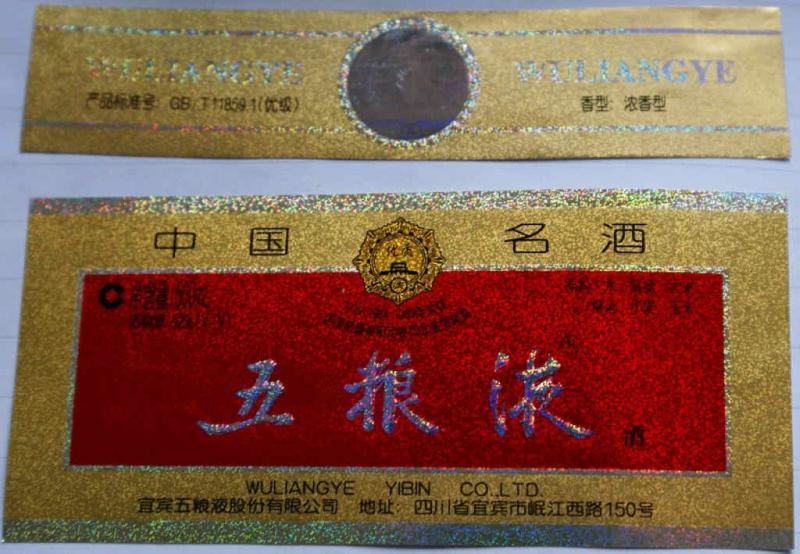 WULIANGYE
产品标准号: GB/T11859.1(优级)
WULIANGYE
香型: 浓香型
中国名酒
五粮液
酒
WULIANGYE YIBIN CO.,LTD.
宜宾五粮液股份有限公司 地址: 四川省宜宾市岷江西路150号